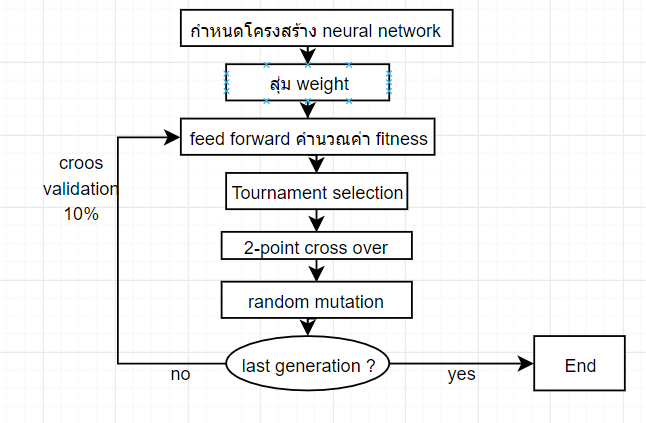 กำหนดโครงสร้าง neural network
สุ่ม weight
feed forward คำนวณค่า fitness
croos
validation
10%
Tournament selection
2-point cross over
random mutation
last generation ?
no
yes
End